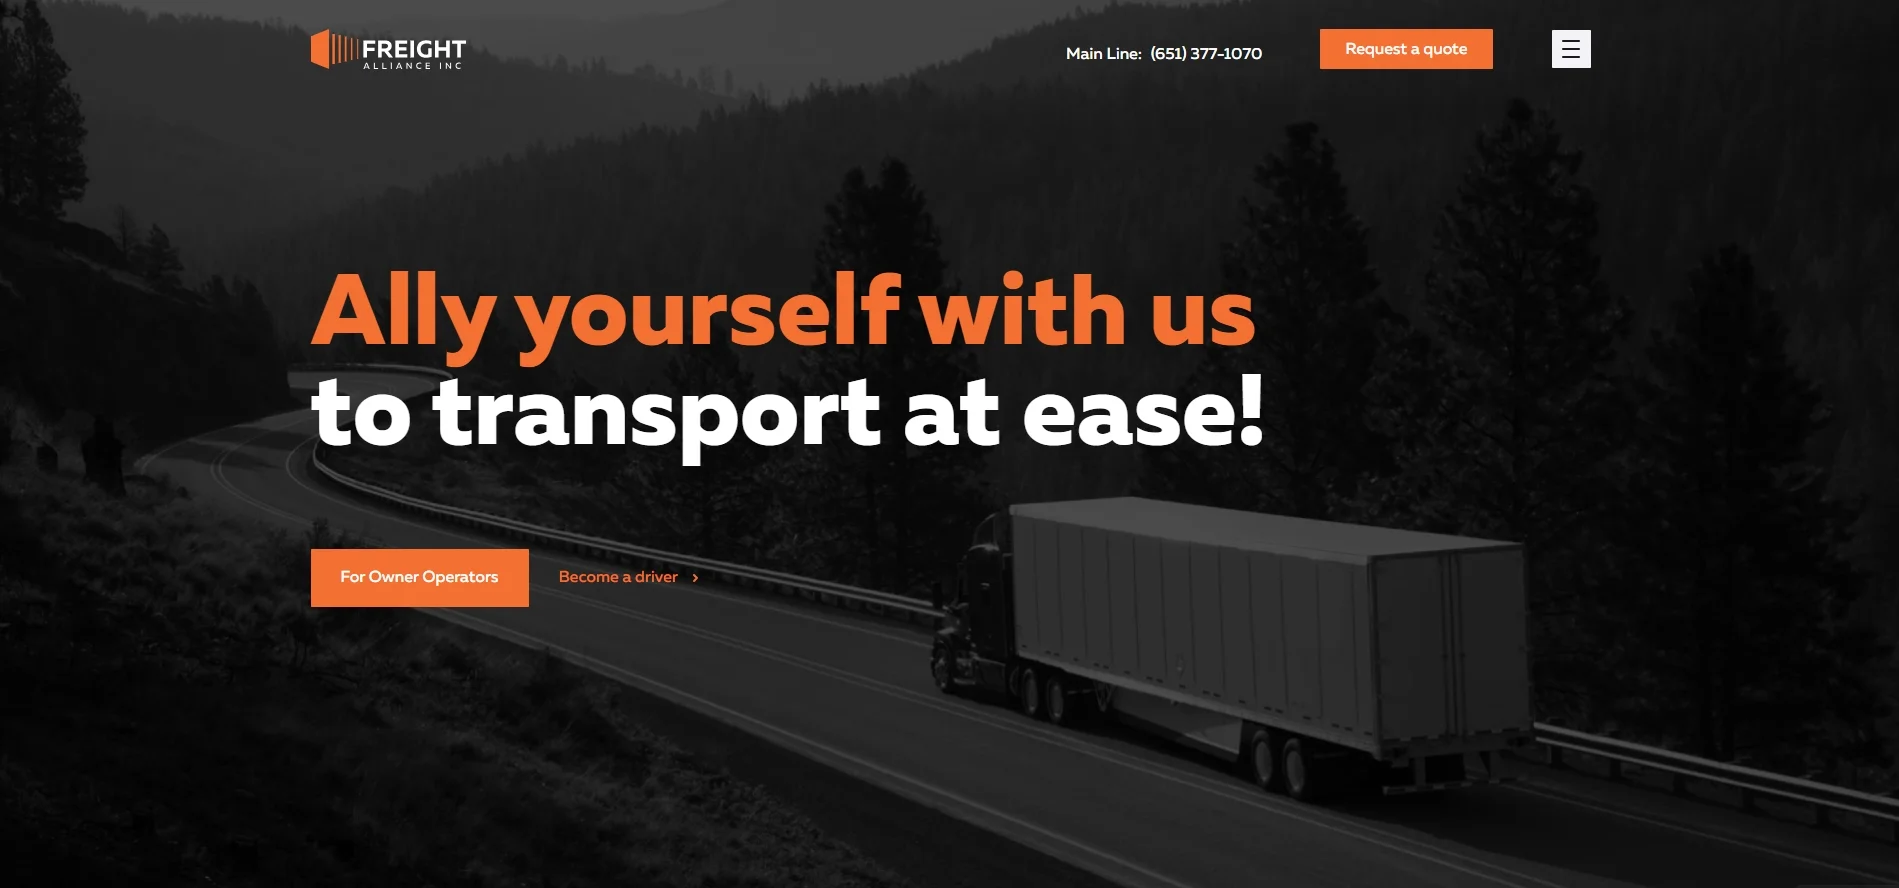 FREIGHT
ALLIANCE INC
Main Line: (651) 377-1070
Request a quote
Ally yourself with us
to transport at ease!
For Owner Operators
Become a driver